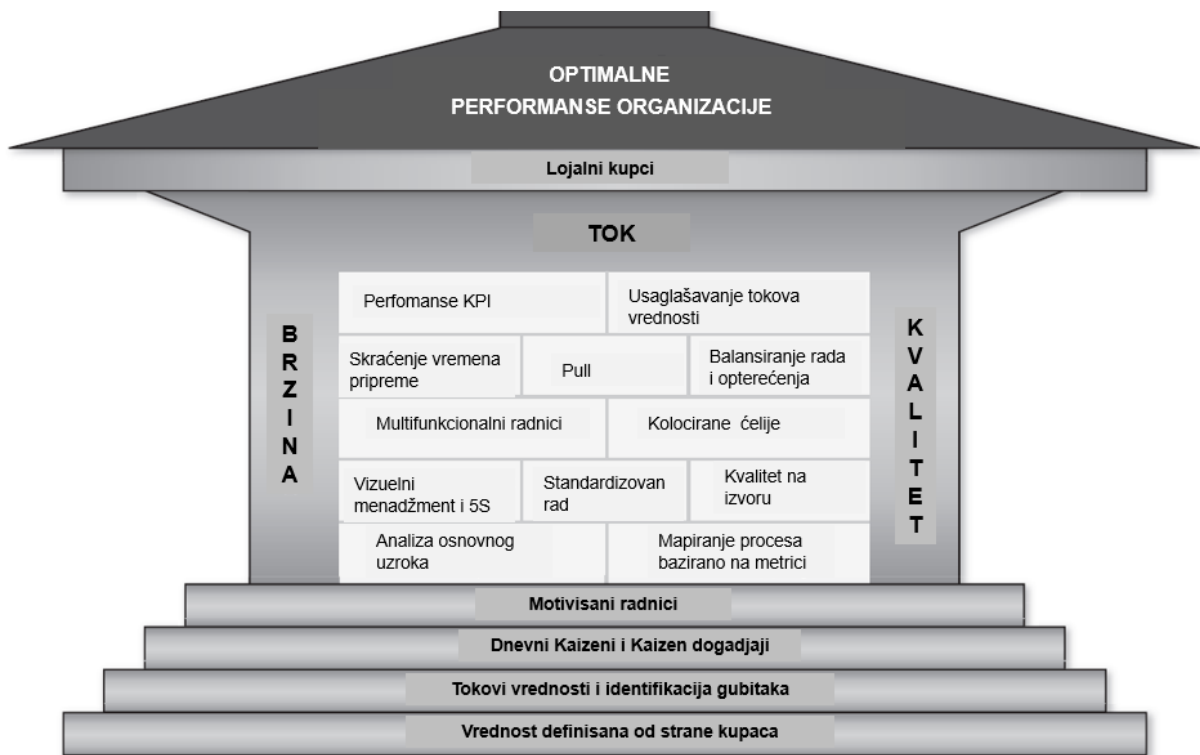 OPTIMALNE
PERFORMANSE ORGANIZACIJE
Lojalni kupci
TOK
BRZINA
Perfomanse KPI
Usaglašavanje tokova
vrednosti
Skraćenje vremena
pripreme
Pull
Balansiranje rada
i opterećenja
Multifunkcionalni radnici
Kolocirane ćelije
Vizuelni
menadžment i 5S
Standardizovan
rad
Kvalitet na
izvoru
Analiza osnovnog
uzroka
Mapiranje procesa
bazirano na metrici
KVALITET
Motivisani radnici
Dnevni Kaizeni i Kaizen dogadjaji
Tokovi vrednosti i identifikacija gubitaka
Vrednost definisana od strane kupaca